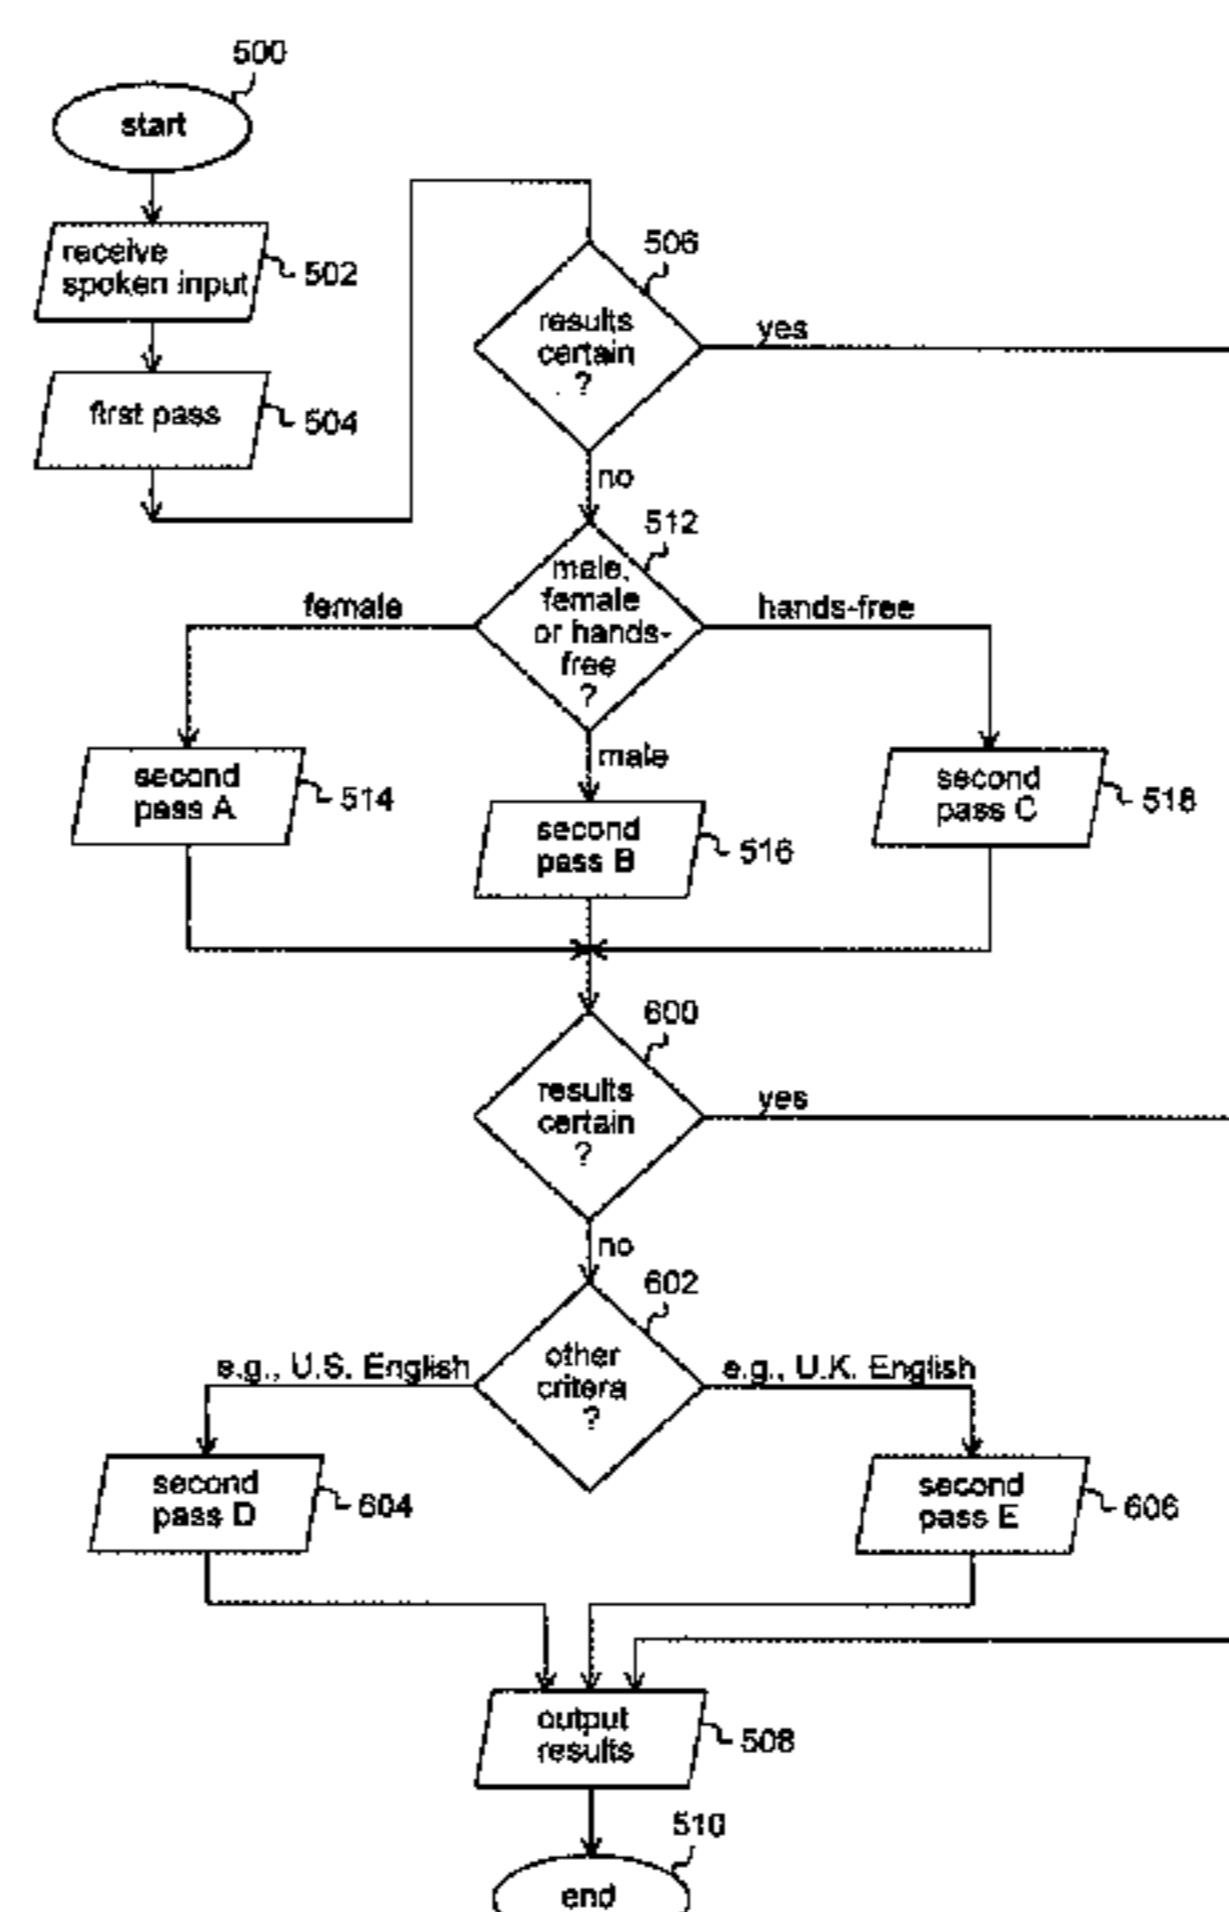 500
start
receive
spoken input
502
first pass
504
506
results
certain
?
yes
no
512
male,
female
or hands-
free
?
female
hands-free
male
second
pass A
514
second
pass B
516
second
pass C
518
600
results
certain
?
yes
no
602
other
critera
?
e.g., U.S. English
e.g., U.K. English
second
pass D
604
second
pass E
606
output
results
508
510
end